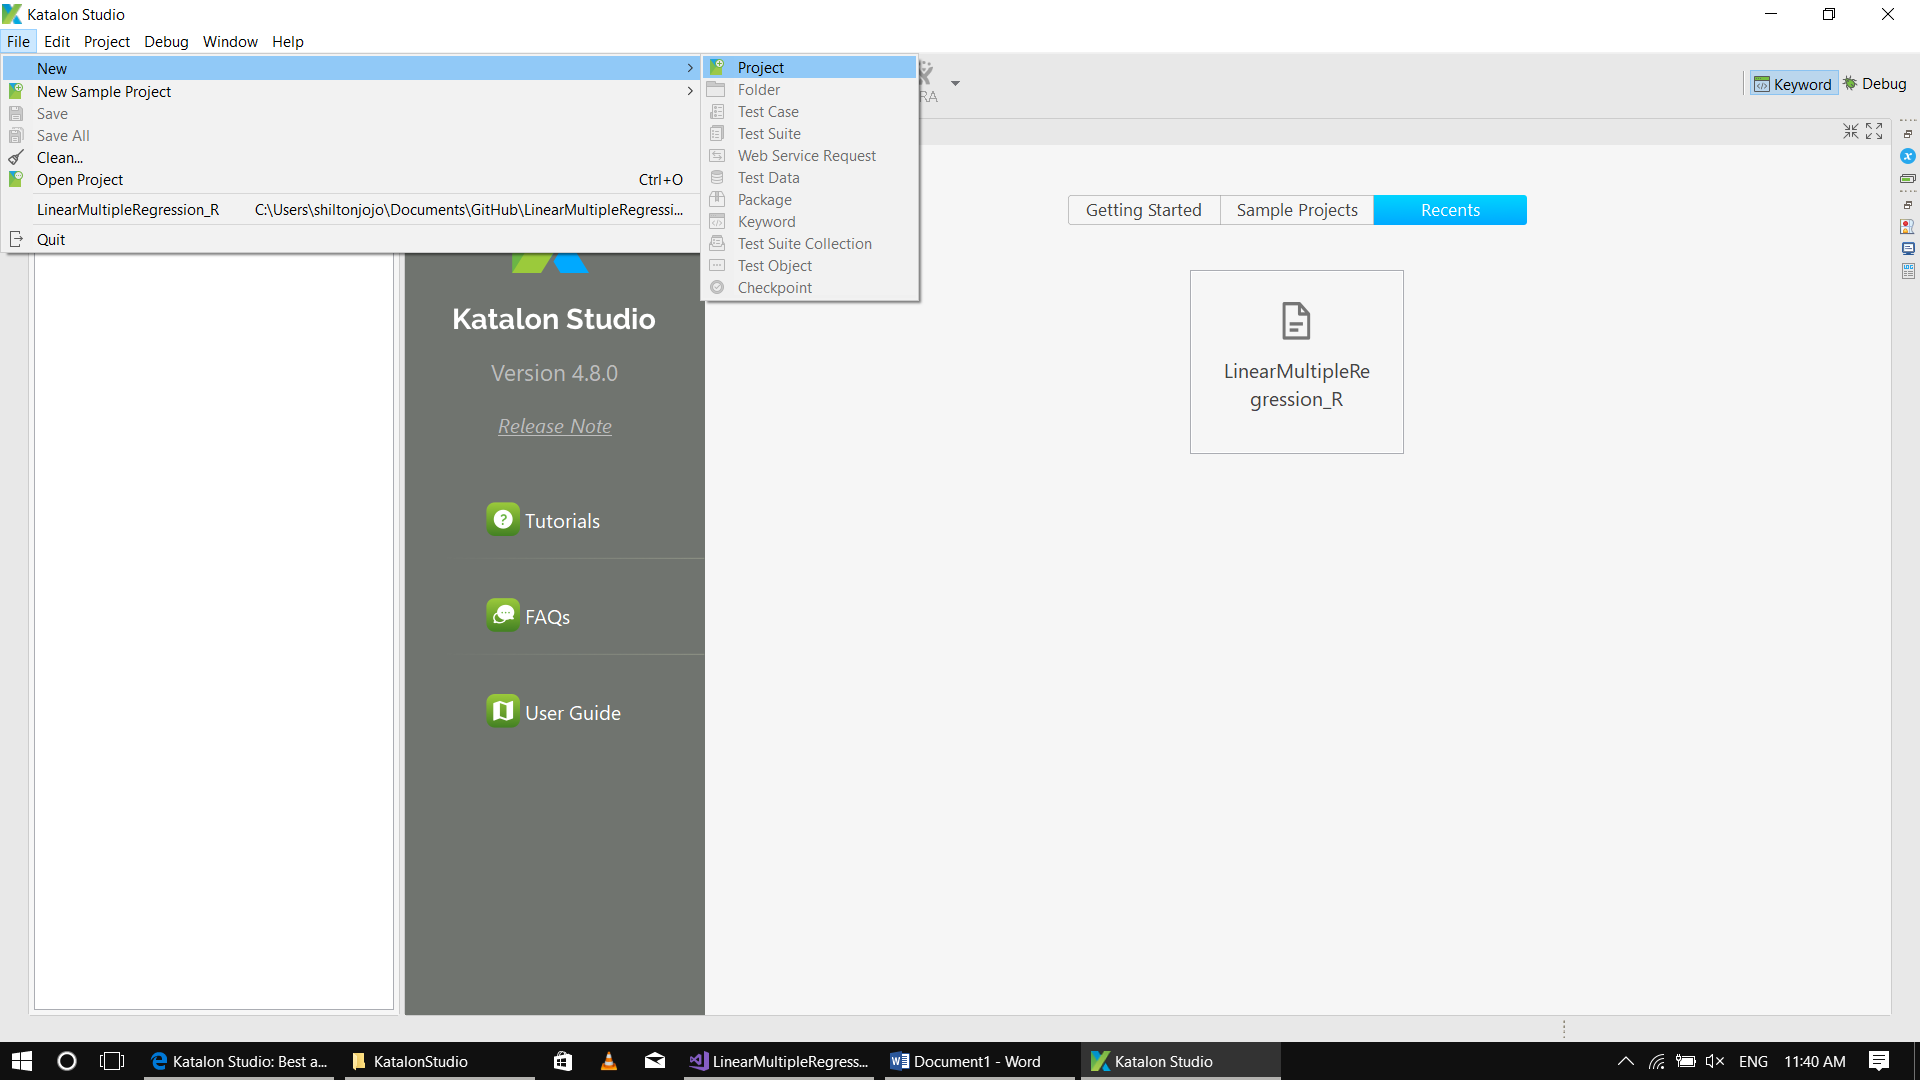 Katalon Studio
File Edit Project Debug Window Help
New
New Sample Project
Save
Save All
Clean...
Open Project Ctrl+O
LinearMultipleRegression_R C:\Users\shiltonjojo\Documents\GitHub\LinearMultipleRegressi...
Quit
Project
Folder
Test Case
Test Suite
Web Service Request
Test Data
Package
Keyword
Test Suite Collection
Test Object
Checkpoint
RA
Keyword Debug
Getting Started Sample Projects Recents
LinearMultipleRe
gression_R
Katalon Studio
Version 4.8.0
Release Note
Tutorials
FAQs
User Guide
Katalon Studio: Best a... KatalonStudio LinearMultipleRegress... Document1 - Word Katalon Studio ENG 11:40 AM